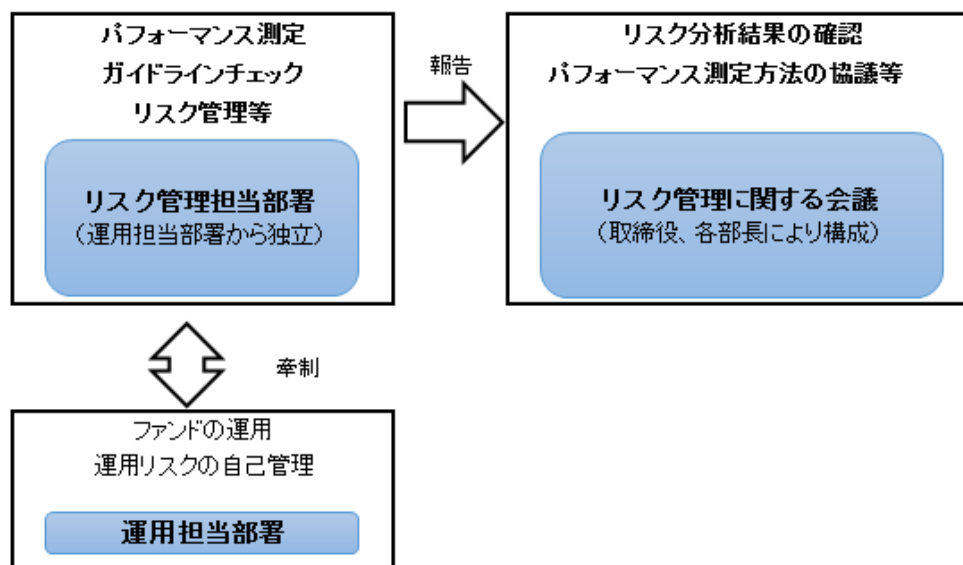 パフォーマンス測定
ガイドラインチェック
リスク管理等
リスク管理担当部署
（運用担当部署から独立）
報告
リスク分析結果の確認
パフォーマンス測定方法の協議等
リスク管理に関する会議
（取締役、各部長により構成）
牽制
ファンドの運用
運用リスクの自己管理
運用担当部署